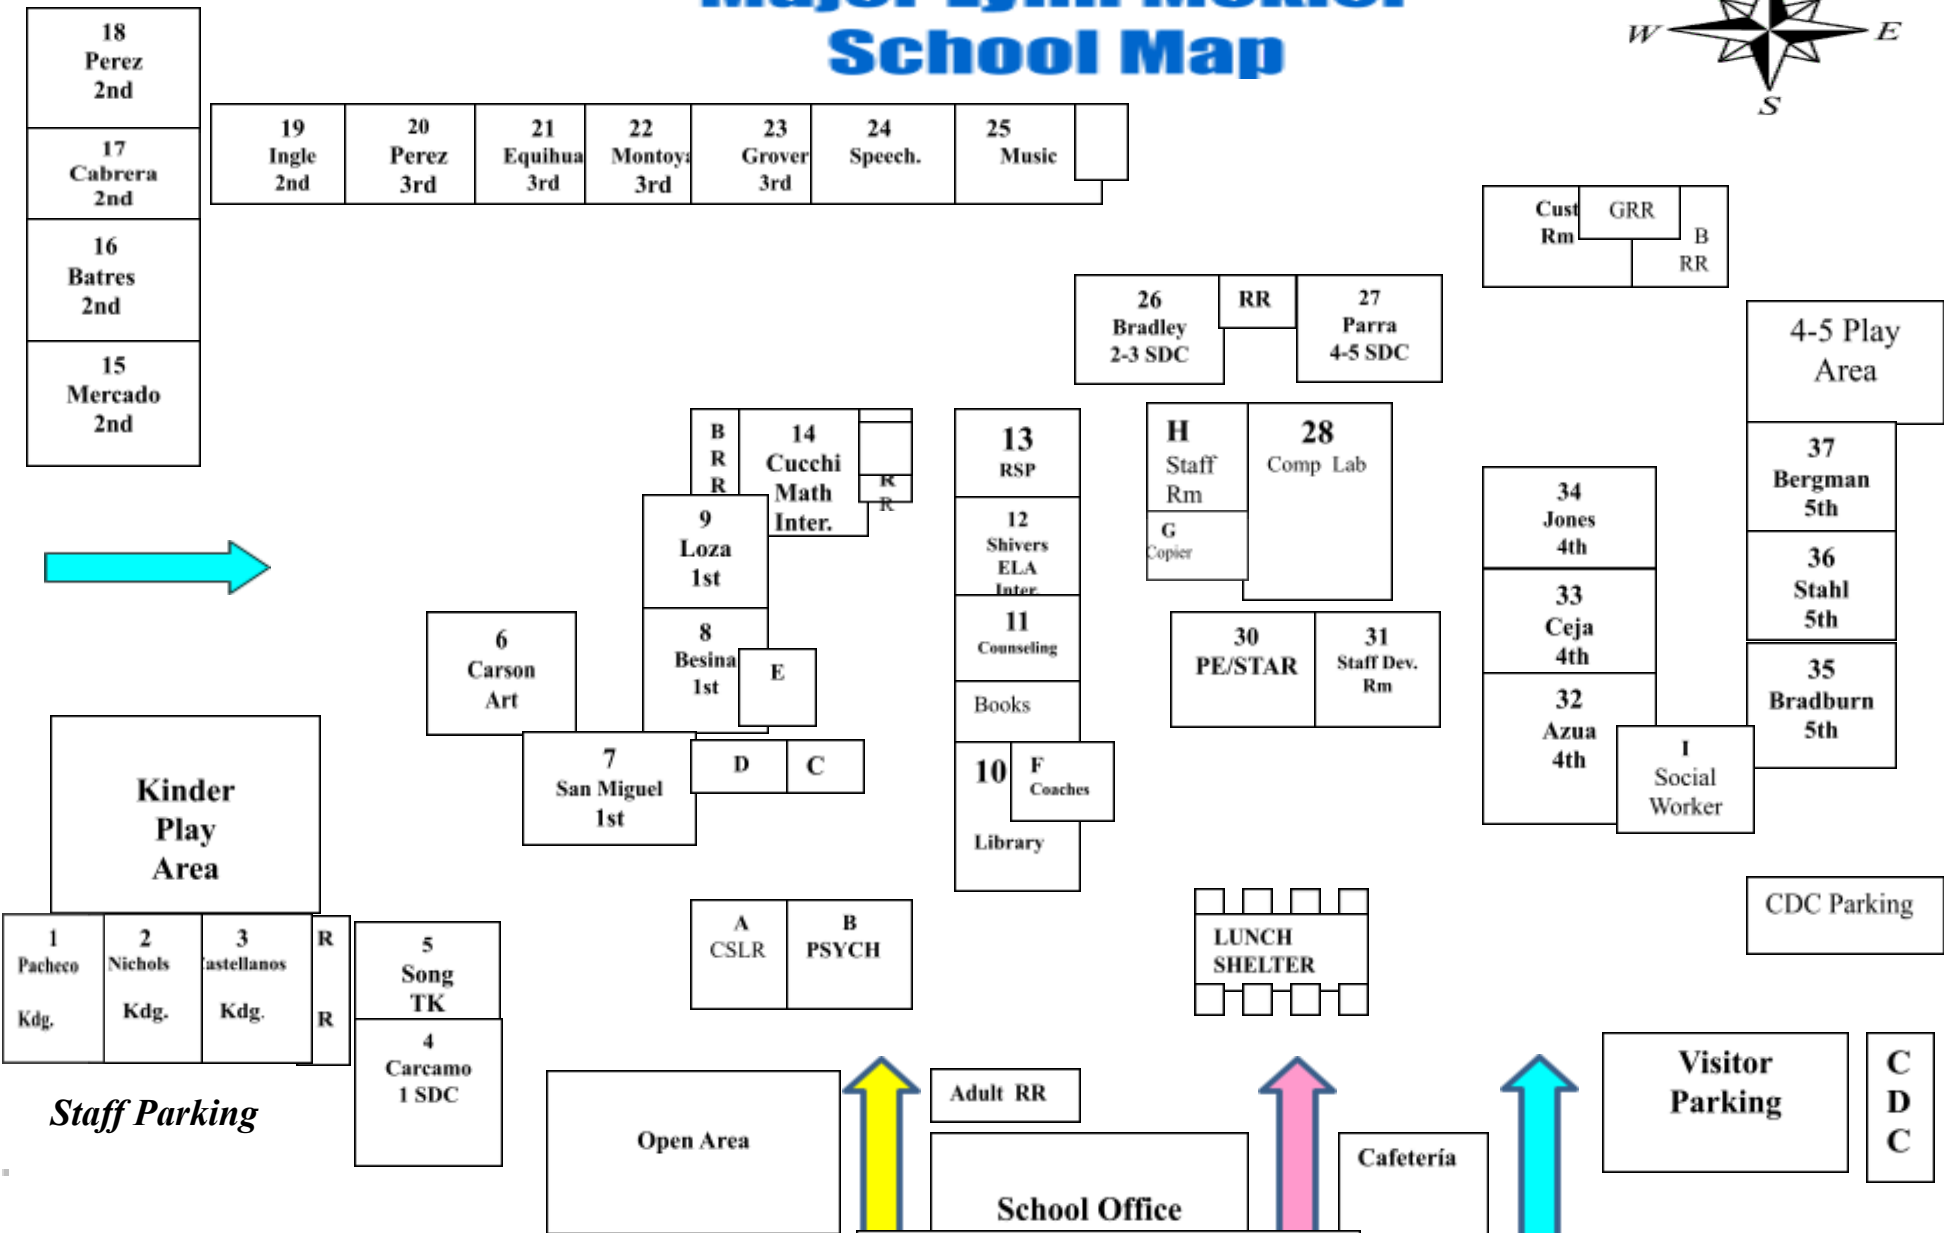 School Map
W
E
S
18
Perez
2nd
17
Cabrera
2nd
16
Batres
2nd
15
Mercado
2nd
19
Ingle
2nd
20
Perez
3rd
21
Equihua
3rd
22
Montoya
3rd
23
Grover
3rd
24
Speech.
25
Music
Cust
Rm
GRR
B
RR
26
Bradley
2-3 SDC
RR
27
Parra
4-5 SDC
4-5 Play
Area
37
Bergman
5th
36
Stahl
5th
35
Bradburn
5th
B
R
R
14
Cucchi
Math
Inter.
R
R
13
RSP
12
Shivers
ELA
Inter.
11
Counseling
Books
10
Library
F
Coaches
H
Staff
Rm
G
Copier
28
Comp Lab
34
Jones
4th
33
Ceja
4th
32
Azua
4th
I
Social
Worker
9
Loza
1st
8
Besina
1st
E
6
Carson
Art
7
San Miguel
1st
D
C
30
PE/STAR
31
Staff Dev.
Rm
Kinder
Play
Area
1
Pacheco
Kdg.
2
Nichols
Kdg.
3
astellanos
Kdg.
R
R
5
Song
TK
4
Carcamo
1 SDC
A
CSLR
B
PSYCH
LUNCH
SHELTER
CDC Parking
Staff Parking
Open Area
Adult RR
School Office
Cafetería
Visitor
Parking
C
D
C